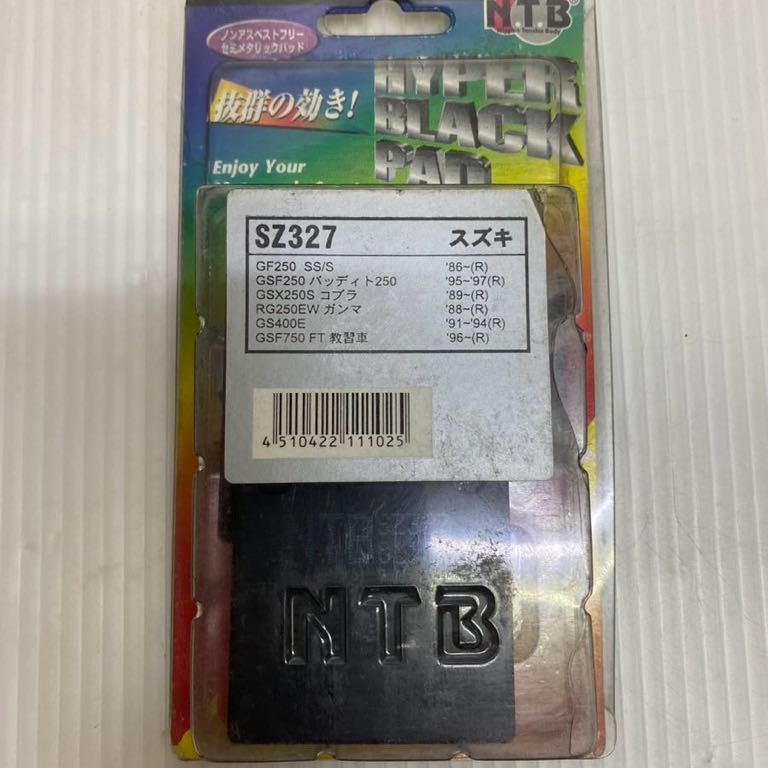 N.T.B
ノンアスベストフリー
セミメタリックパッド
抜群の効き!
HYPER
BLACK
PAD
Enjoy Your
SZ327 スズキ
GF250 SS/S '86~(R)
GSF250 バッディト250 '95~'97(R)
GSX250S コブラ '89~(R)
RG250EW ガンマ '88~(R)
GS400E '91~'94(R)
GSF750 FT 教習車 '96~(R)
4 510422 111025
NTB
NTB